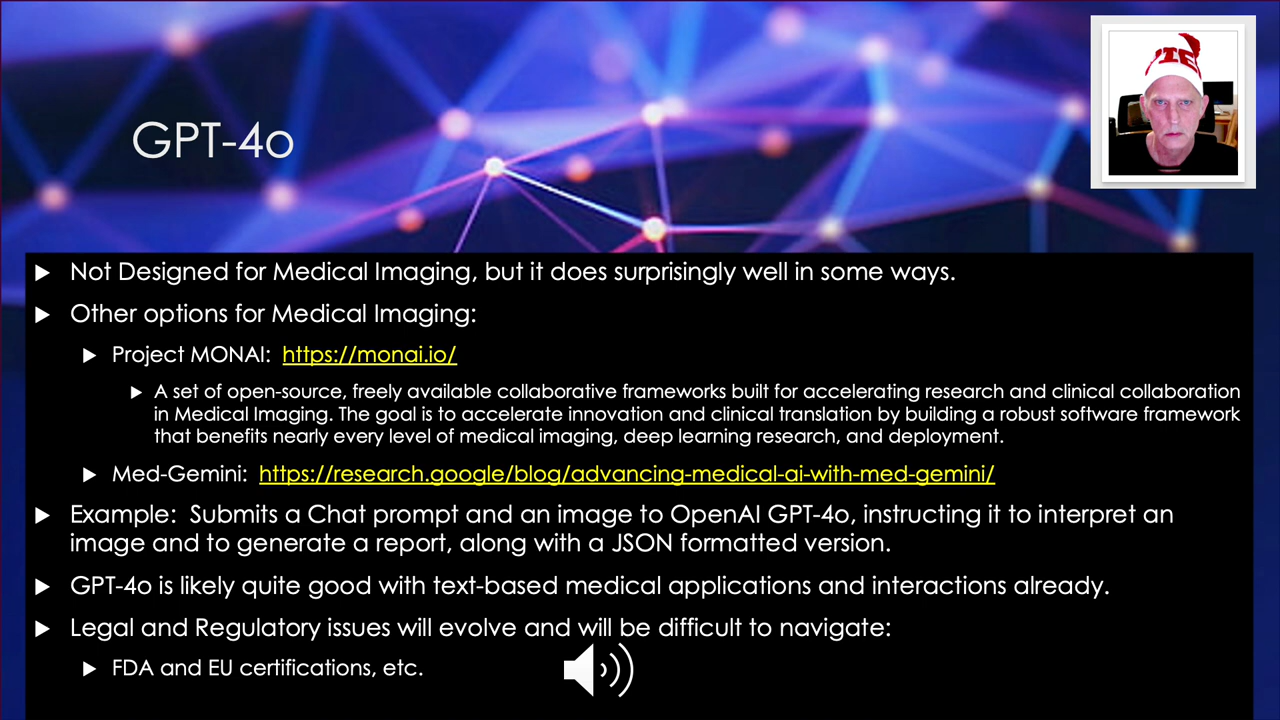 GPT-4o
Not Designed for Medical Imaging, but it does surprisingly well in some ways.
Other options for Medical Imaging:
Project MONAI: https://monai.io/
A set of open-source, freely available collaborative frameworks built for accelerating research and clinical collaboration
in Medical Imaging. The goal is to accelerate innovation and clinical translation by building a robust software framework
that benefits nearly every level of medical imaging, deep learning research, and deployment.
Med-Gemini: https://research.google/blog/advancing-medical-ai-with-med-gemini/
Example: Submits a Chat prompt and an image to OpenAI GPT-4o, instructing it to interpret an
image and to generate a report, along with a JSON formatted version.
GPT-4o is likely quite good with text-based medical applications and interactions already.
Legal and Regulatory issues will evolve and will be difficult to navigate:
FDA and EU certifications, etc.